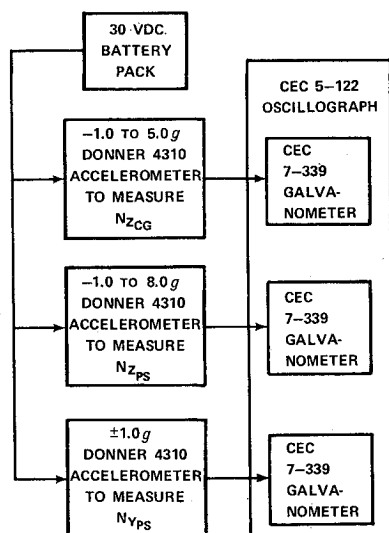 30 VDC.
BATTERY
PACK
CEC 5–122
OSCILLOGRAPH
–1.0 TO 5.0g
DONNER 4310
ACCELEROMETER
TO MEASURE
NZCG
CEC
7–339
GALVA-
NOMETER
–1.0 TO 8.0g
DONNER 4310
ACCELEROMETER
TO MEASURE
NZPS
CEC
7–339
GALVA-
NOMETER
±1.0g
DONNER 4310
ACCELEROMETER
TO MEASURE
NYPS
CEC
7–339
GALVA-
NOMETER